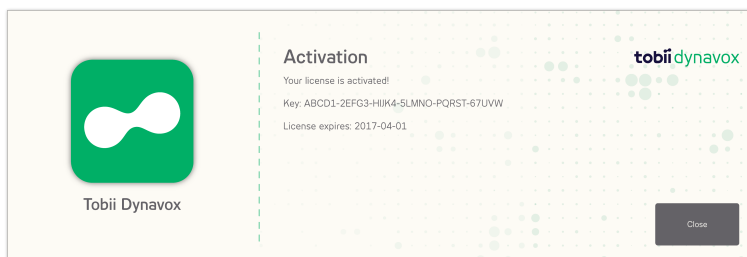 Activation
tobii dynavox
Your license is activated!
Key: ABCD1-2EFG3-HIJK4-5LMNO-PQRST-67UVW
License expires: 2017-04-01
Tobii Dynavox
Close